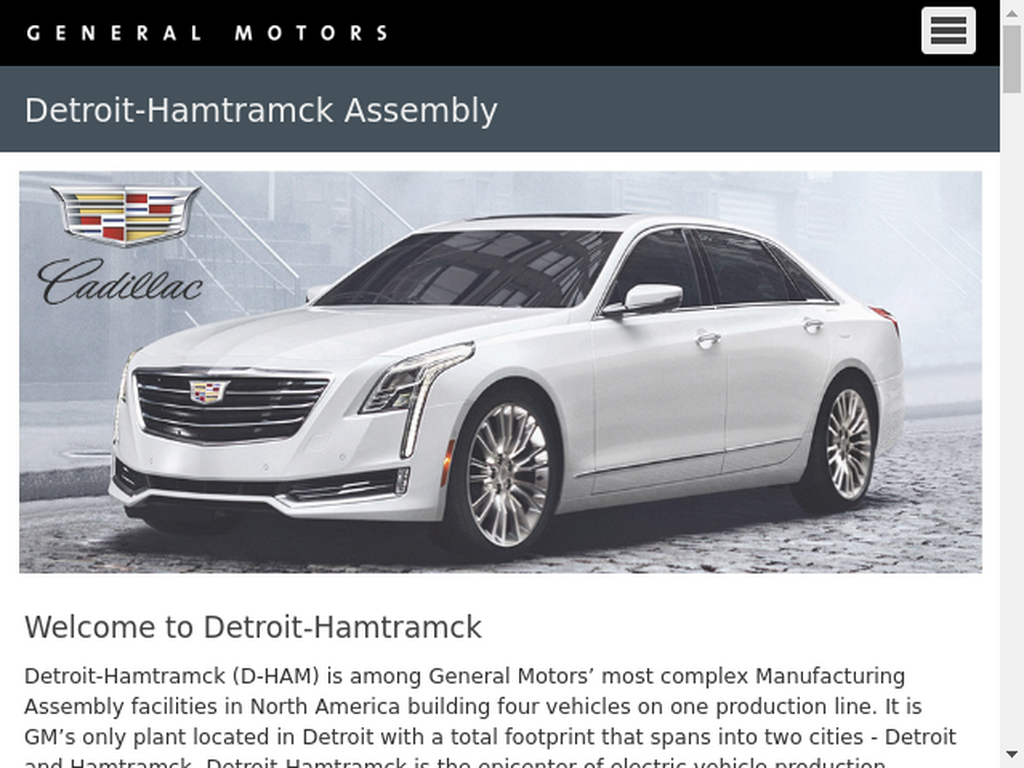 GENERAL MOTORS
Detroit-Hamtramck Assembly
Cadillac
Welcome to Detroit-Hamtramck
Detroit-Hamtramck (D-HAM) is among General Motors’ most complex Manufacturing
Assembly facilities in North America building four vehicles on one production line. It is
GM’s only plant located in Detroit with a total footprint that spans into two cities - Detroit
and Hamtramck. Detroit-Hamtramck is the epicenter of electric vehicle production